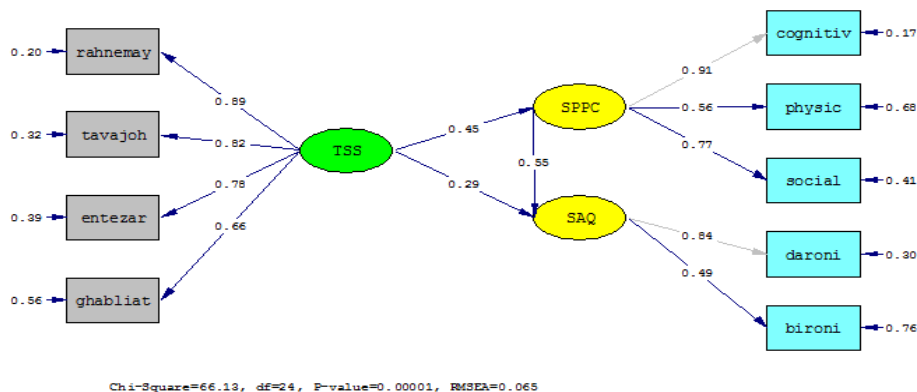 0.20 rahnemay 0.89
0.32 tavajoh 0.82
0.39 entezar 0.78
0.56 ghabliat 0.66
TSS
0.45 SPPC
0.55
0.29 SAQ
0.91 cognitiv 0.17
0.56 physic 0.68
0.77 social 0.41
0.84 daroni 0.30
0.49 bironi 0.76
Chi-Square=66.13, df=24, P-value=0.00001, RMSEA=0.065